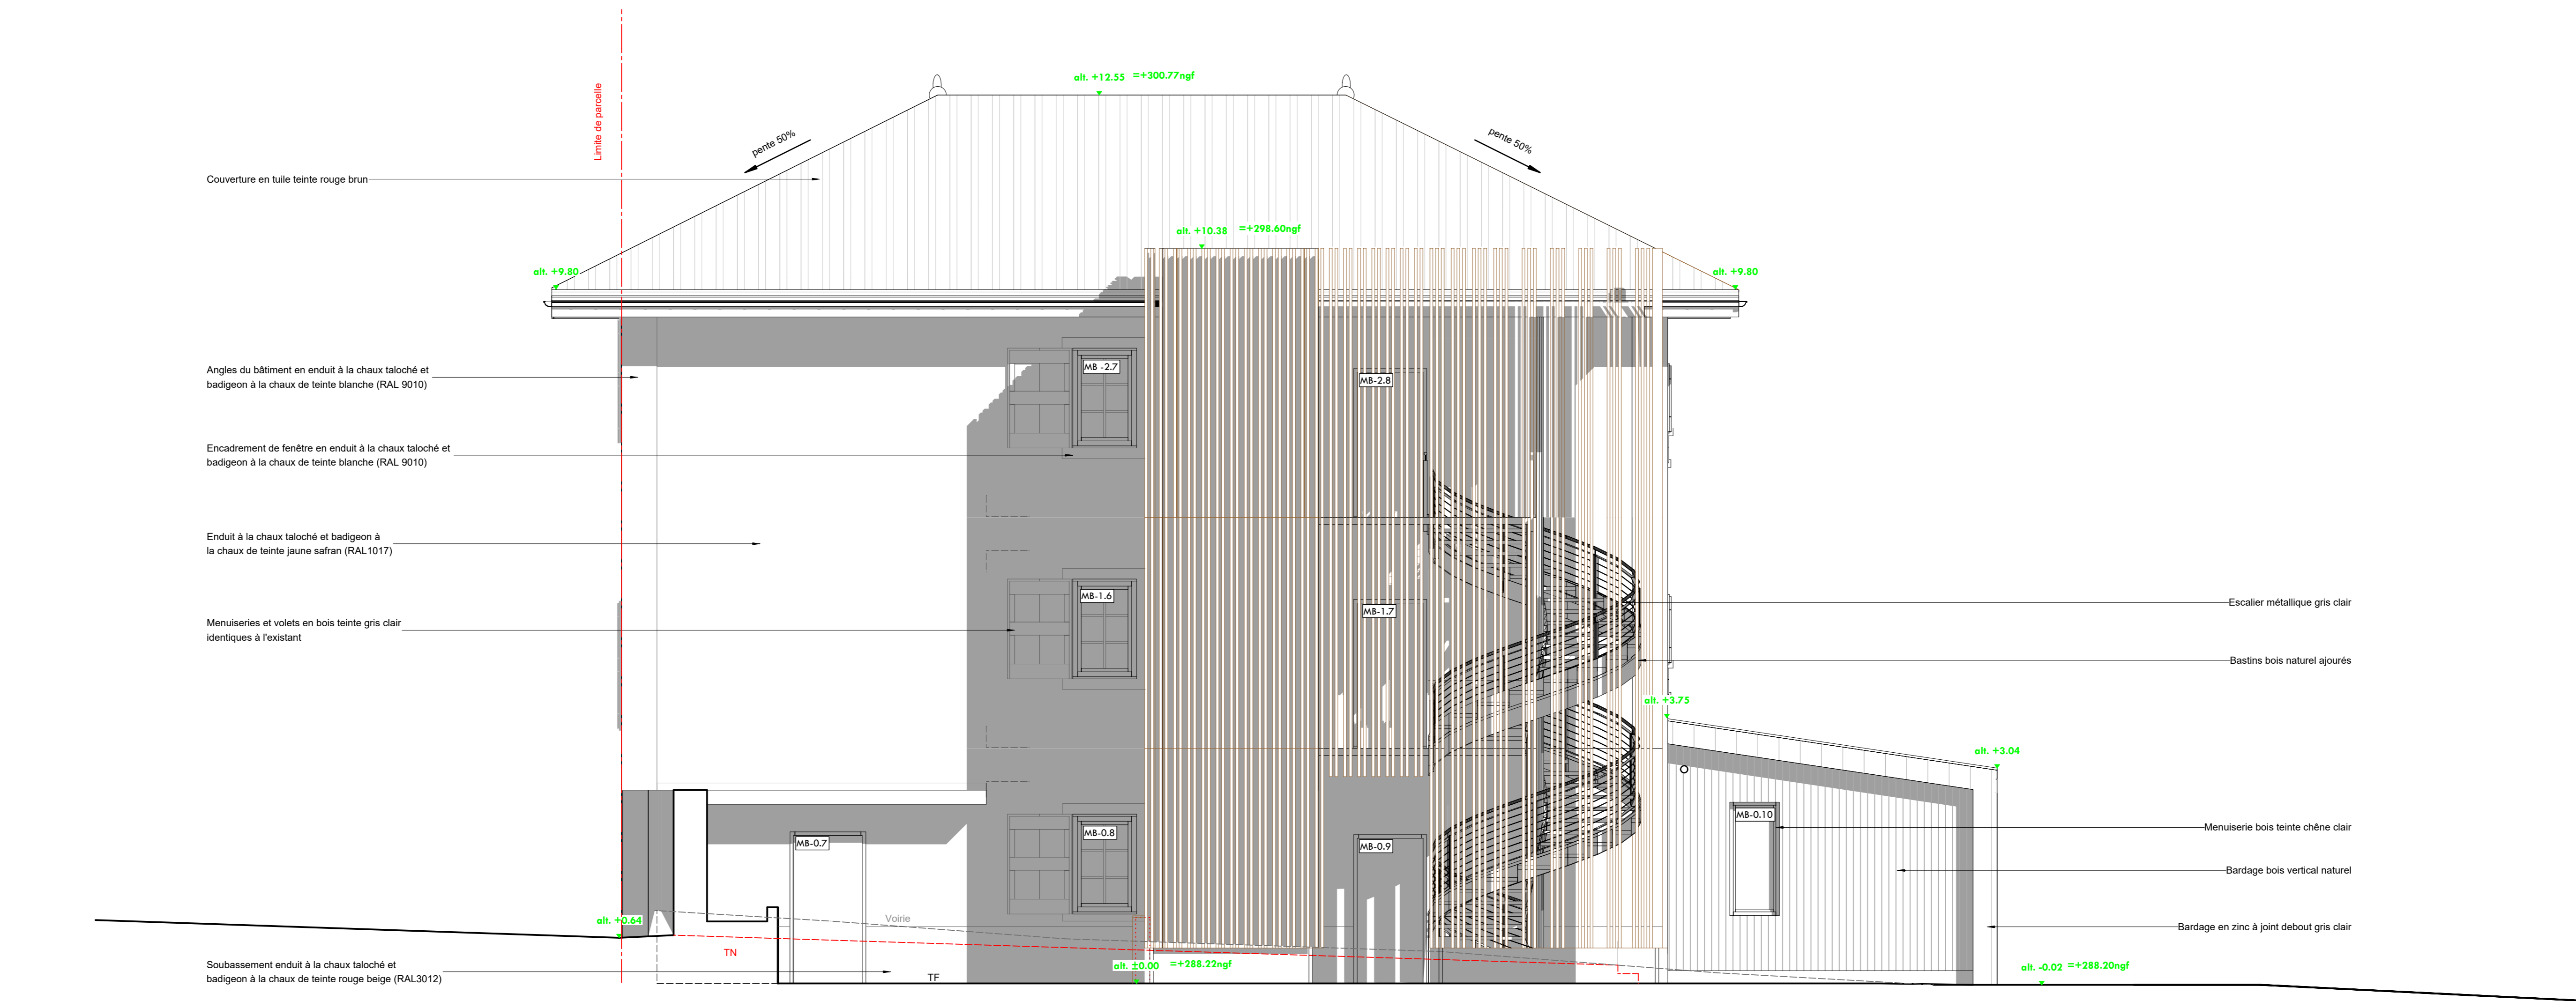 alt. +12.55 =+300.77ngf
Limite de parcelle
pente 50%
pente 50%
Couverture en tuile teinte rouge brun
alt. +10.38 =+298.60ngf
alt. +9.80
alt. +9.80
MB -2.7
MB-2.8
Angles du bâtiment en enduit à la chaux taloché et
badigeon à la chaux de teinte blanche (RAL 9010)
Encadrement de fenêtre en enduit à la chaux taloché et
badigeon à la chaux de teinte blanche (RAL 9010)
Enduit à la chaux taloché et badigeon à
la chaux de teinte jaune safran (RAL1017)
MB-1.6
MB-1.7
Escalier métallique gris clair
Menuiseries et volets en bois teinte gris clair
identiques à l'existant
Bastins bois naturel ajourés
alt. +3.75
alt. +3.04
MB-0.10
MB-0.7
MB-0.8
MB-0.9
Menuiserie bois teinte chêne clair
Bardage bois vertical naturel
alt. +0.64
Voirie
Bardage en zinc à joint debout gris clair
TN
alt. ±0.00 =+288.22ngf
alt. -0.02 =+288.20ngf
TF
Soubassement enduit à la chaux taloché et
badigeon à la chaux de teinte rouge beige (RAL3012)